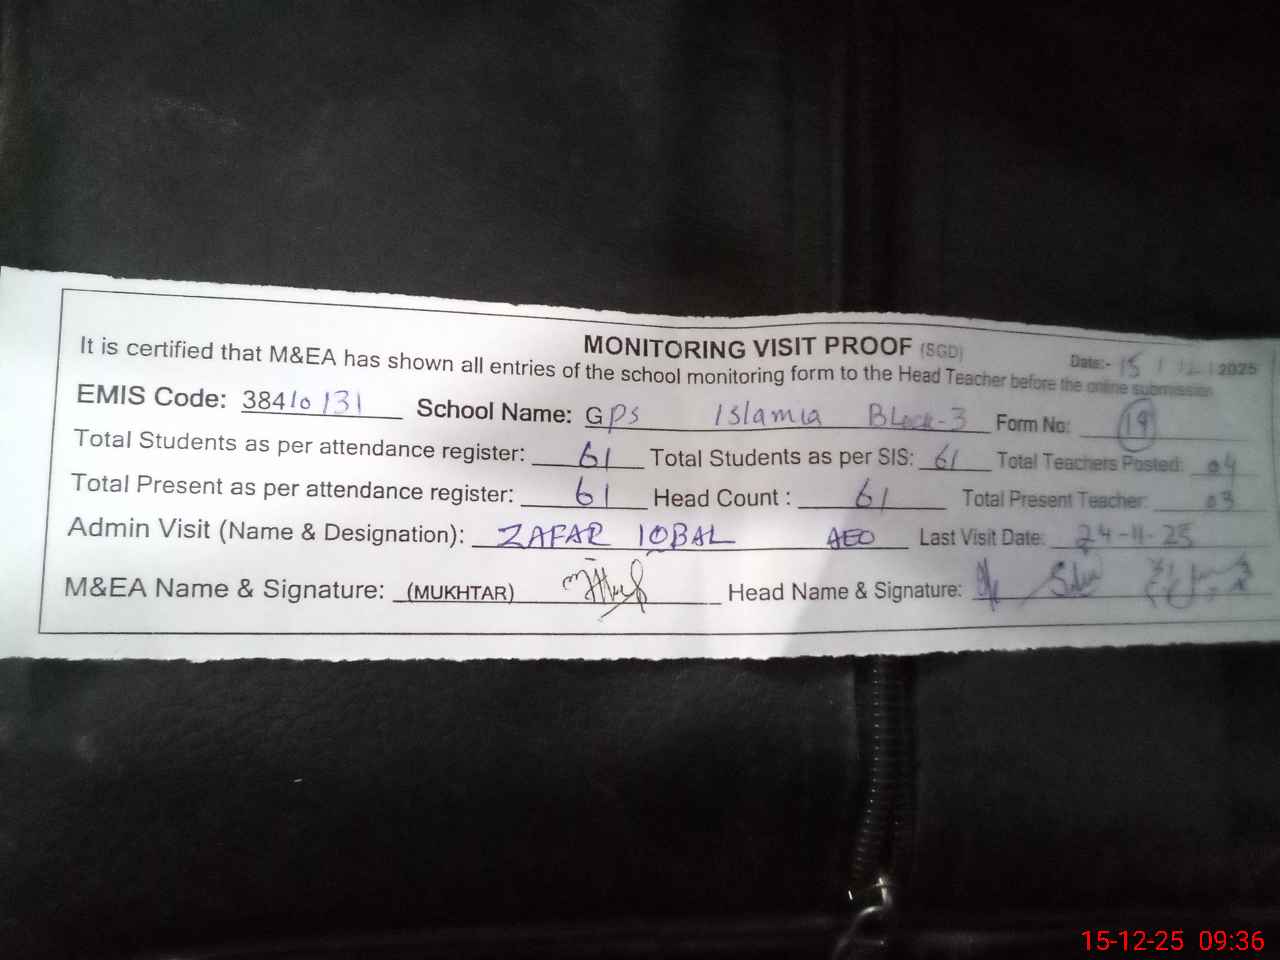 MONITORING VISIT PROOF (SGD) Date:- 15 / 12 / 2025
It is certified that M&EA has shown all entries of the school monitoring form to the Head Teacher before the online submission
EMIS Code: 38410131 School Name: GPS Islamia Block-3 Form No: 19
Total Students as per attendance register: 61 Total Students as per SIS: 61 Total Teachers Posted: 04
Total Present as per attendance register: 61 Head Count : 61 Total Present Teacher: 03
Admin Visit (Name & Designation): ZAFAR IQBAL AEO Last Visit Date: 24-11-25
M&EA Name & Signature: (MUKHTAR) Head Name & Signature:
15-12-25 09:36